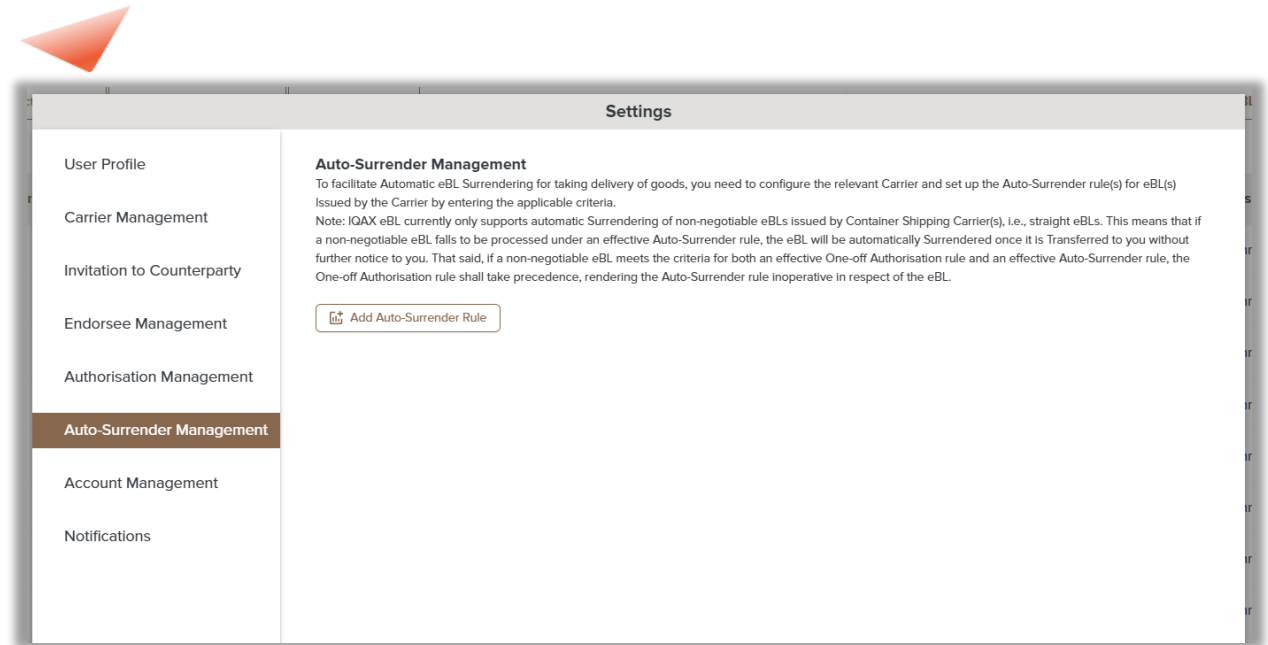 Settings
User Profile
Carrier Management
Invitation to Counterparty
Endorsee Management
Authorisation Management
Auto-Surrender Management
Account Management
Notifications
Auto-Surrender Management
To facilitate Automatic eBL Surrendering for taking delivery of goods, you need to configure the relevant Carrier and set up the Auto-Surrender rule(s) for eBL(s)
Issued by the Carrier by entering the applicable criteria.
Note: IQAX eBL currently only supports automatic Surrendering of non-negotiable eBLs issued by Container Shipping Carrier(s), i.e., straight eBLs. This means that if
a non-negotiable eBL falls to be processed under an effective Auto-Surrender rule, the eBL will be automatically Surrendered once it is Transferred to you without
further notice to you. That said, if a non-negotiable eBL meets the criteria for both an effective One-off Authorisation rule and an effective Auto-Surrender rule, the
One-off Authorisation rule shall take precedence, rendering the Auto-Surrender rule inoperative in respect of the eBL.
Add Auto-Surrender Rule